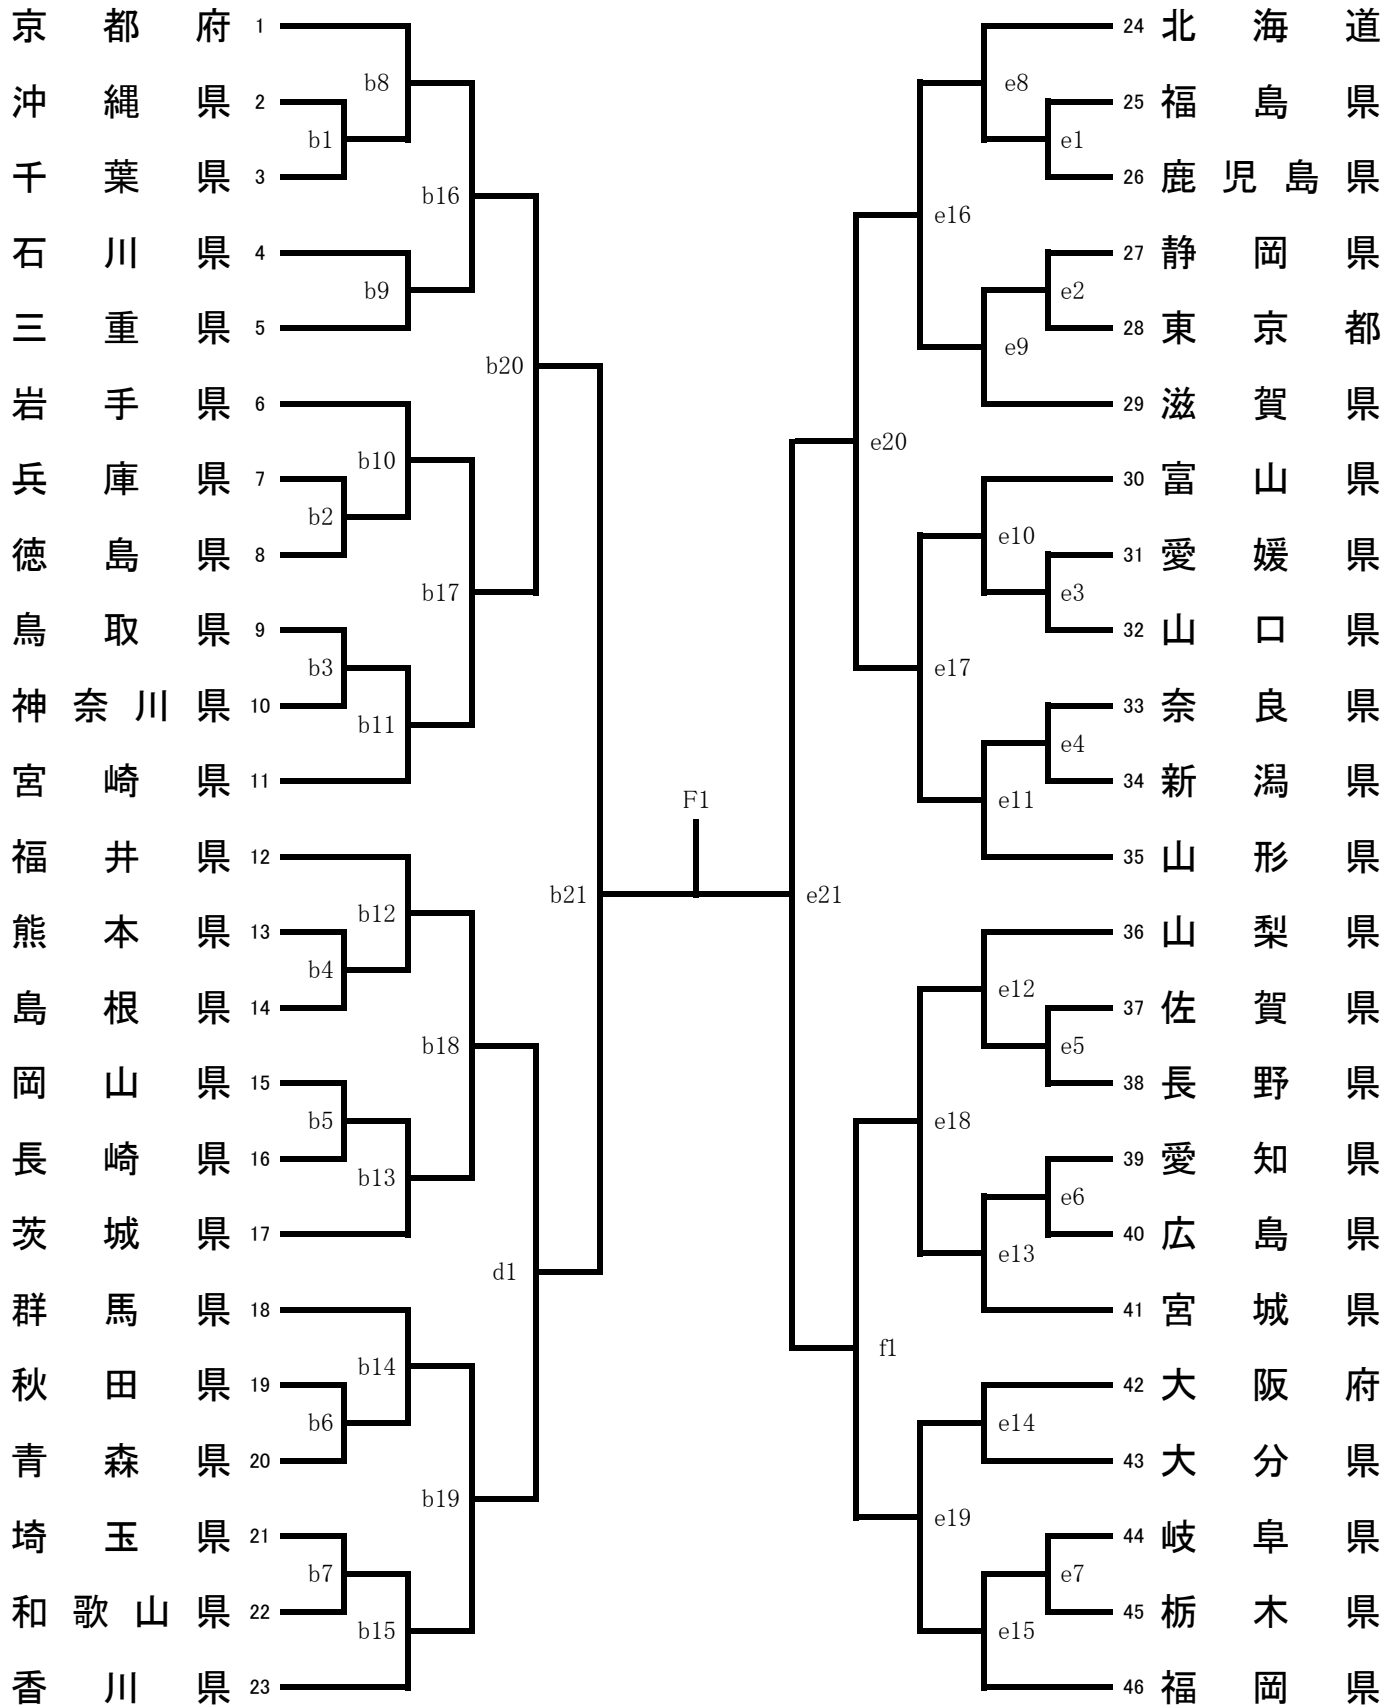 京都府 1
b8
沖縄県 2
b1
千葉県 3
b16
石川県 4
b9
三重県 5
b20
岩手県 6
b10
兵庫県 7
b2
徳島県 8
b17
鳥取県 9
b3
神奈川県 10
b11
宮崎県 11
福井県 12
b21
b12
熊本県 13
b4
島根県 14
b18
岡山県 15
b5
長崎県 16
b13
茨城県 17
d1
群馬県 18
b14
秋田県 19
b6
青森県 20
b19
埼玉県 21
b7
和歌山県 22
b15
香川県 23
F1
24 北海道
e8
25 福島県
e1
26 鹿児島県
e16
27 静岡県
e2
28 東京都
e9
29 滋賀県
e20
30 富山県
e10
31 愛媛県
e3
32 山口県
e17
33 奈良県
e4
34 新潟県
e11
35 山形県
e21
36 山梨県
e12
37 佐賀県
e5
38 長野県
e18
39 愛知県
e6
40 広島県
e13
41 宮城県
f1
42 大阪府
e14
43 大分県
e19
44 岐阜県
e7
45 栃木県
e15
46 福岡県